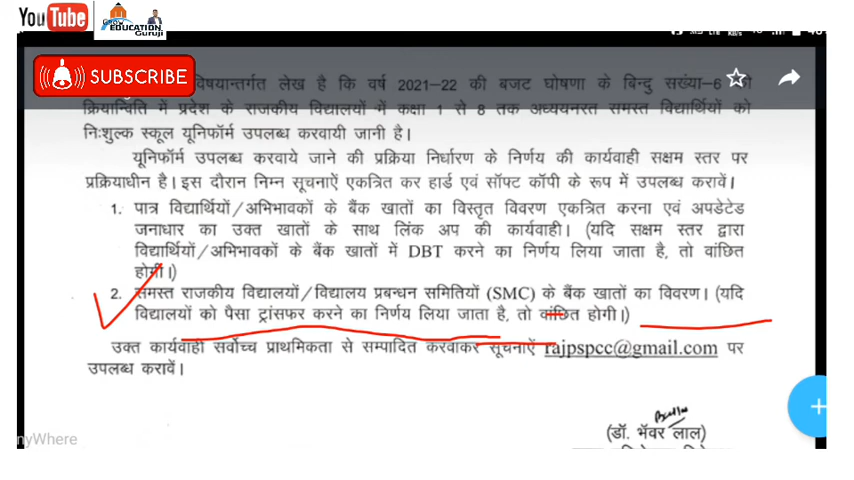 YouTube
Grow
EDUCATION
Guruji
SUBSCRIBE
विषयान्तर्गत लेख है कि वर्ष 2021-22 की बजट घोषणा के बिन्दु सख्या-6 की
क्रियान्विति में प्रदेश के राजकीय विद्यालयों में कक्षा 1 से 8 तक अध्ययनरत समस्त विद्यार्थियों को
निःशुल्क स्कूल यूनिफॉर्म उपलब्ध करवायी जानी है।
यूनिफॉर्म उपलब्ध करवाये जाने की प्रक्रिया निर्धारण के निर्णय की कार्यवाही सक्षम स्तर पर
प्रक्रियाधीन है। इस दौरान निम्न सूचनाऐं एकत्रित कर हार्ड एवं सॉफ्ट कॉपी के रूप में उपलब्ध करावें।
1. पात्र विद्यार्थियों/अभिभावकों के बैंक खातों का विस्तृत विवरण एकत्रित करना एवं अपडेटेड
जनाधार का उक्त खातों के साथ लिंक अप की कार्यवाही। (यदि सक्षम स्तर द्वारा
विद्यार्थियों/अभिभावकों के बैंक खातों में DBT करने का निर्णय लिया जाता है, तो वांछित
होगी।)
2. समस्त राजकीय विद्यालयों/विद्यालय प्रबन्धन समितियों (SMC) के बैंक खातों का विवरण। (यदि
विद्यालयों को पैसा ट्रांसफर करने का निर्णय लिया जाता है, तो वांछित होगी।)
उक्त कार्यवाही सर्वोच्च प्राथमिकता से सम्पादित करवाकर सूचनाऐं rajpspcc@gmail.com पर
उपलब्ध करावें।
nyWhere
(डॉ. भॅवर लाल)